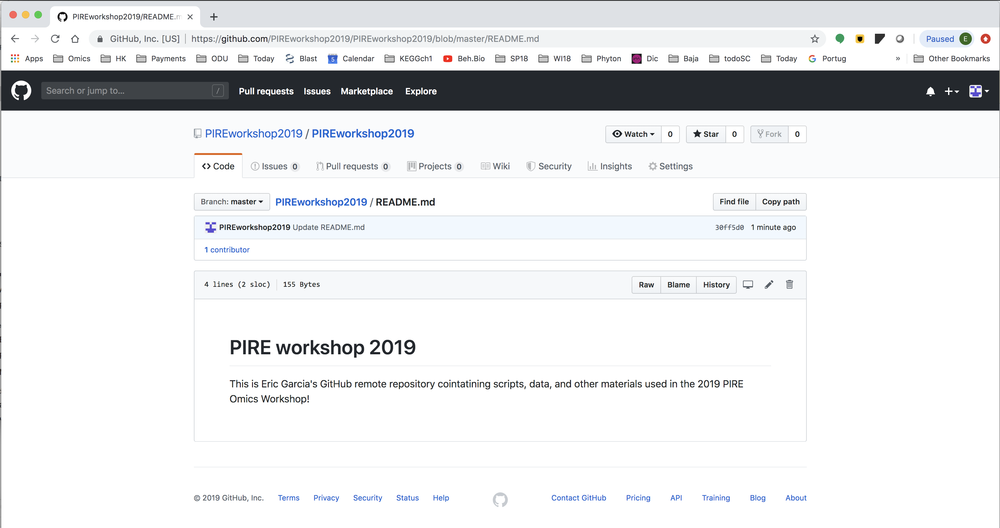 PIREworkshop2019/README.m
GitHub, Inc. [US] | https://github.com/PIREworkshop2019/PIREworkshop2019/blob/master/README.md
Paused E
Apps Omics HK Payments ODU Today Blast 5 Calendar KEGGch1 Beh.Bio SP18 WI18 Phyton Dic Baja todoSC Today Portug » Other Bookmarks
Search or jump to... / Pull requests Issues Marketplace Explore
PIREworkshop2019 / PIREworkshop2019
Watch 0 Star 0 Fork 0
Code Issues 0 Pull requests 0 Projects 0 Wiki Security Insights Settings
Branch: master PIREworkshop2019 / README.md Find file Copy path
PIREworkshop2019 Update README.md 30ff5d0 1 minute ago
1 contributor
4 lines (2 sloc) 155 Bytes Raw Blame History
PIRE workshop 2019
This is Eric Garcia's GitHub remote repository cointatining scripts, data, and other materials used in the 2019 PIRE
Omics Workshop!
© 2019 GitHub, Inc. Terms Privacy Security Status Help Contact GitHub Pricing API Training Blog About